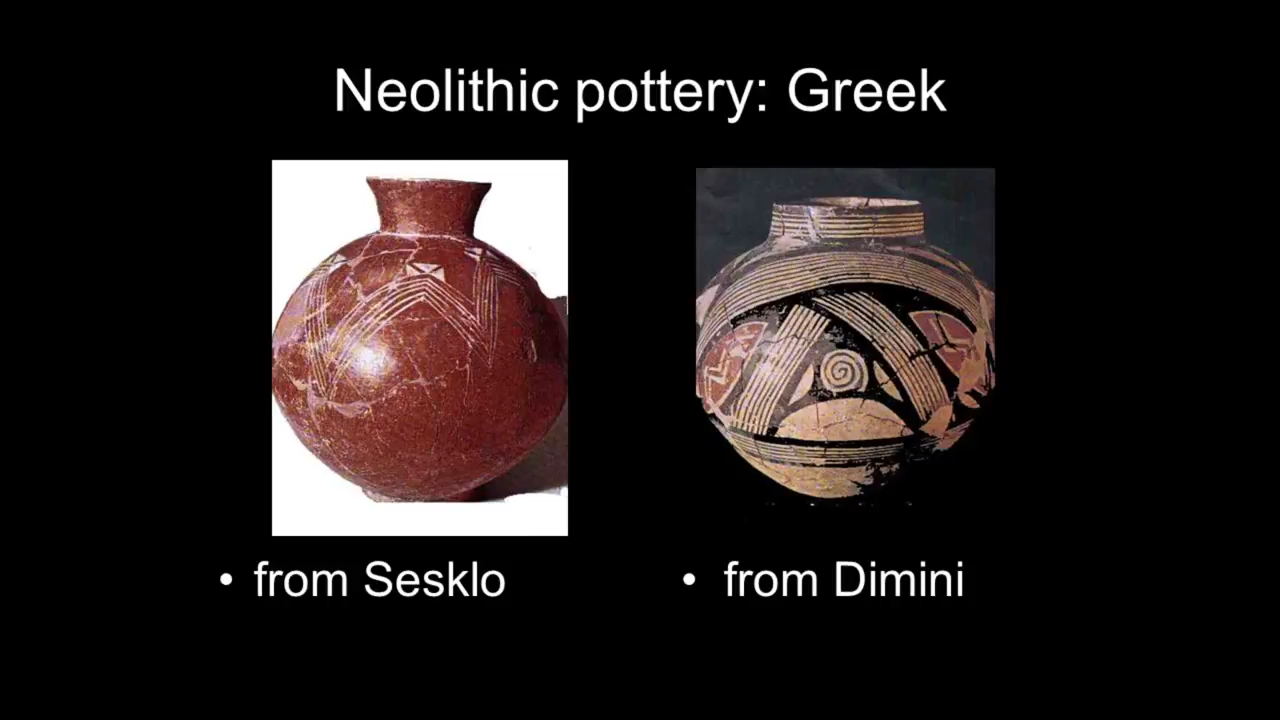 Neolithic pottery: Greek
• from Sesklo
• from Dimini